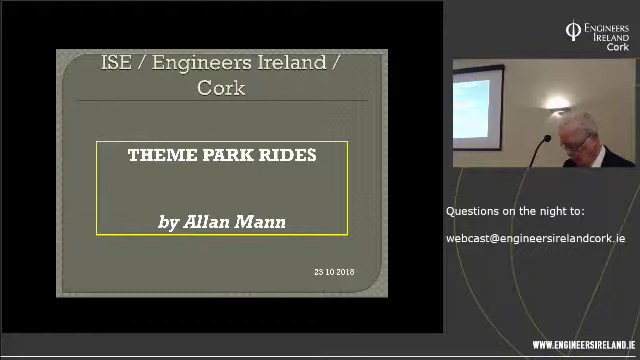 ISE / Engineers Ireland /
Cork
THEME PARK RIDES
by Allan Mann
23 10 2018
ENGINEERS
IRELAND
Cork
Questions on the night to:
webcast@engineersirelandcork.ie
WWW.ENGINEERSIRELAND.IE